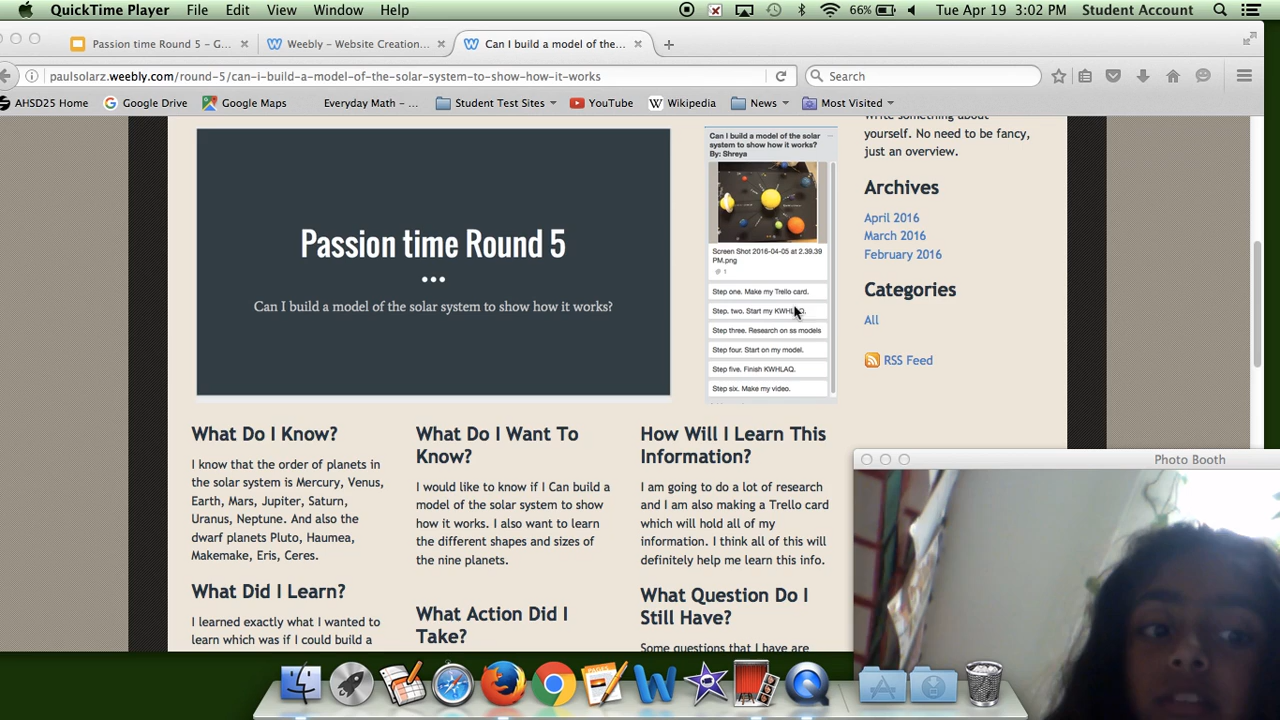 QuickTime Player File Edit View Window Help 66% Tue Apr 19 3:02 PM Student Account
Passion time Round 5 – G... Weebly - Website Creation... Can I build a model of the...
paulsolarz.weebly.com/round-5/can-i-build-a-model-of-the-solar-system-to-show-how-it-works Search
AHSD25 Home Google Drive Google Maps Everyday Math – ... Student Test Sites YouTube Wikipedia News Most Visited
Passion time Round 5
Can I build a model of the solar system to show how it works?
Can I build a model of the solar
system to show how it works?
By: Shreya
Screen Shot 2016-04-05 at 2.39.39
PM.png
1
Step one. Make my Trello card.
Step. two. Start my KWHLAQ.
Step three. Research on ss models
Step four. Start on my model.
Step five. Finish KWHLAQ.
Step six. Make my video.
Write something about
yourself. No need to be fancy,
just an overview.
Archives
April 2016
March 2016
February 2016
Categories
All
RSS Feed
What Do I Know?
I know that the order of planets in
the solar system is Mercury, Venus,
Earth, Mars, Jupiter, Saturn,
Uranus, Neptune. And also the
dwarf planets Pluto, Haumea,
Makemake, Eris, Ceres.
What Did I Learn?
I learned exactly what I wanted to
learn which was if I could build a
What Do I Want To
Know?
I would like to know if I Can build a
model of the solar system to show
how it works. I also want to learn
the different shapes and sizes of
the nine planets.
What Action Did I
Take?
How Will I Learn This
Information?
I am going to do a lot of research
and I am also making a Trello card
which will hold all of my
information. I think all of this will
definitely help me learn this info.
What Question Do I
Still Have?
Some questions that I have are
Photo Booth